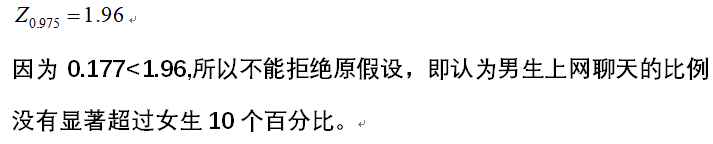 Z0.975 =1.96
因为 0.177<1.96,所以不能拒绝原假设，即认为男生上网聊天的比例
没有显著超过女生 10 个百分比。